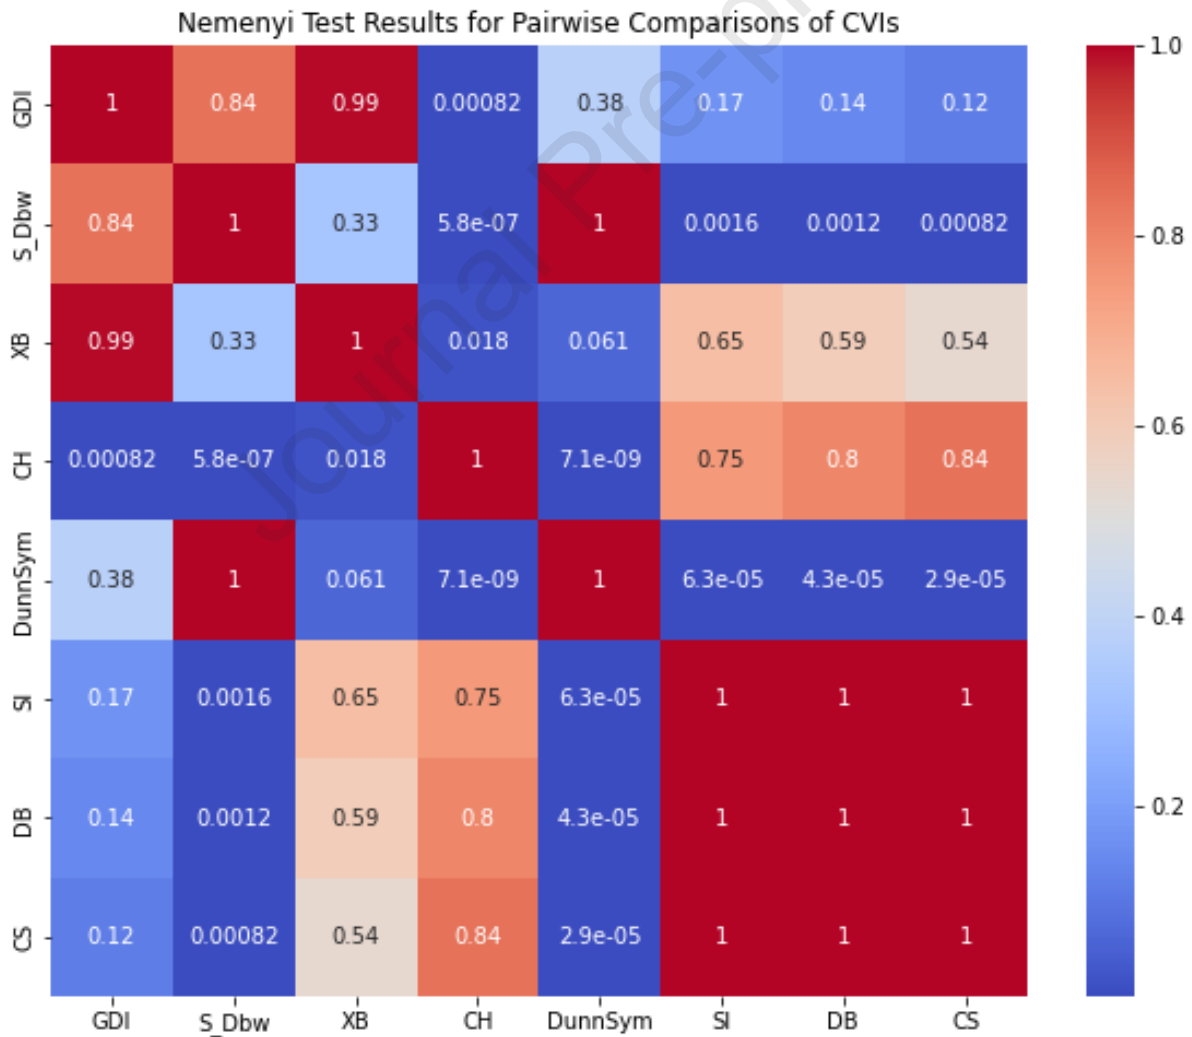 Nemenyi Test Results for Pairwise Comparisons of CVIs
GDI 1 0.84 0.99 0.00082 0.38 0.17 0.14 0.12
S_Dbw 0.84 1 0.33 5.8e-07 1 0.0016 0.0012 0.00082
XB 0.99 0.33 1 0.018 0.061 0.65 0.59 0.54
CH 0.00082 5.8e-07 0.018 1 7.1e-09 0.75 0.8 0.84
DunnSym 0.38 1 0.061 7.1e-09 1 6.3e-05 4.3e-05 2.9e-05
SI 0.17 0.0016 0.65 0.75 6.3e-05 1 1 1
DB 0.14 0.0012 0.59 0.8 4.3e-05 1 1 1
CS 0.12 0.00082 0.54 0.84 2.9e-05 1 1 1
GDI S_Dbw XB CH DunnSym SI DB CS
1.0
0.8
0.6
0.4
0.2
Journal Pre-p